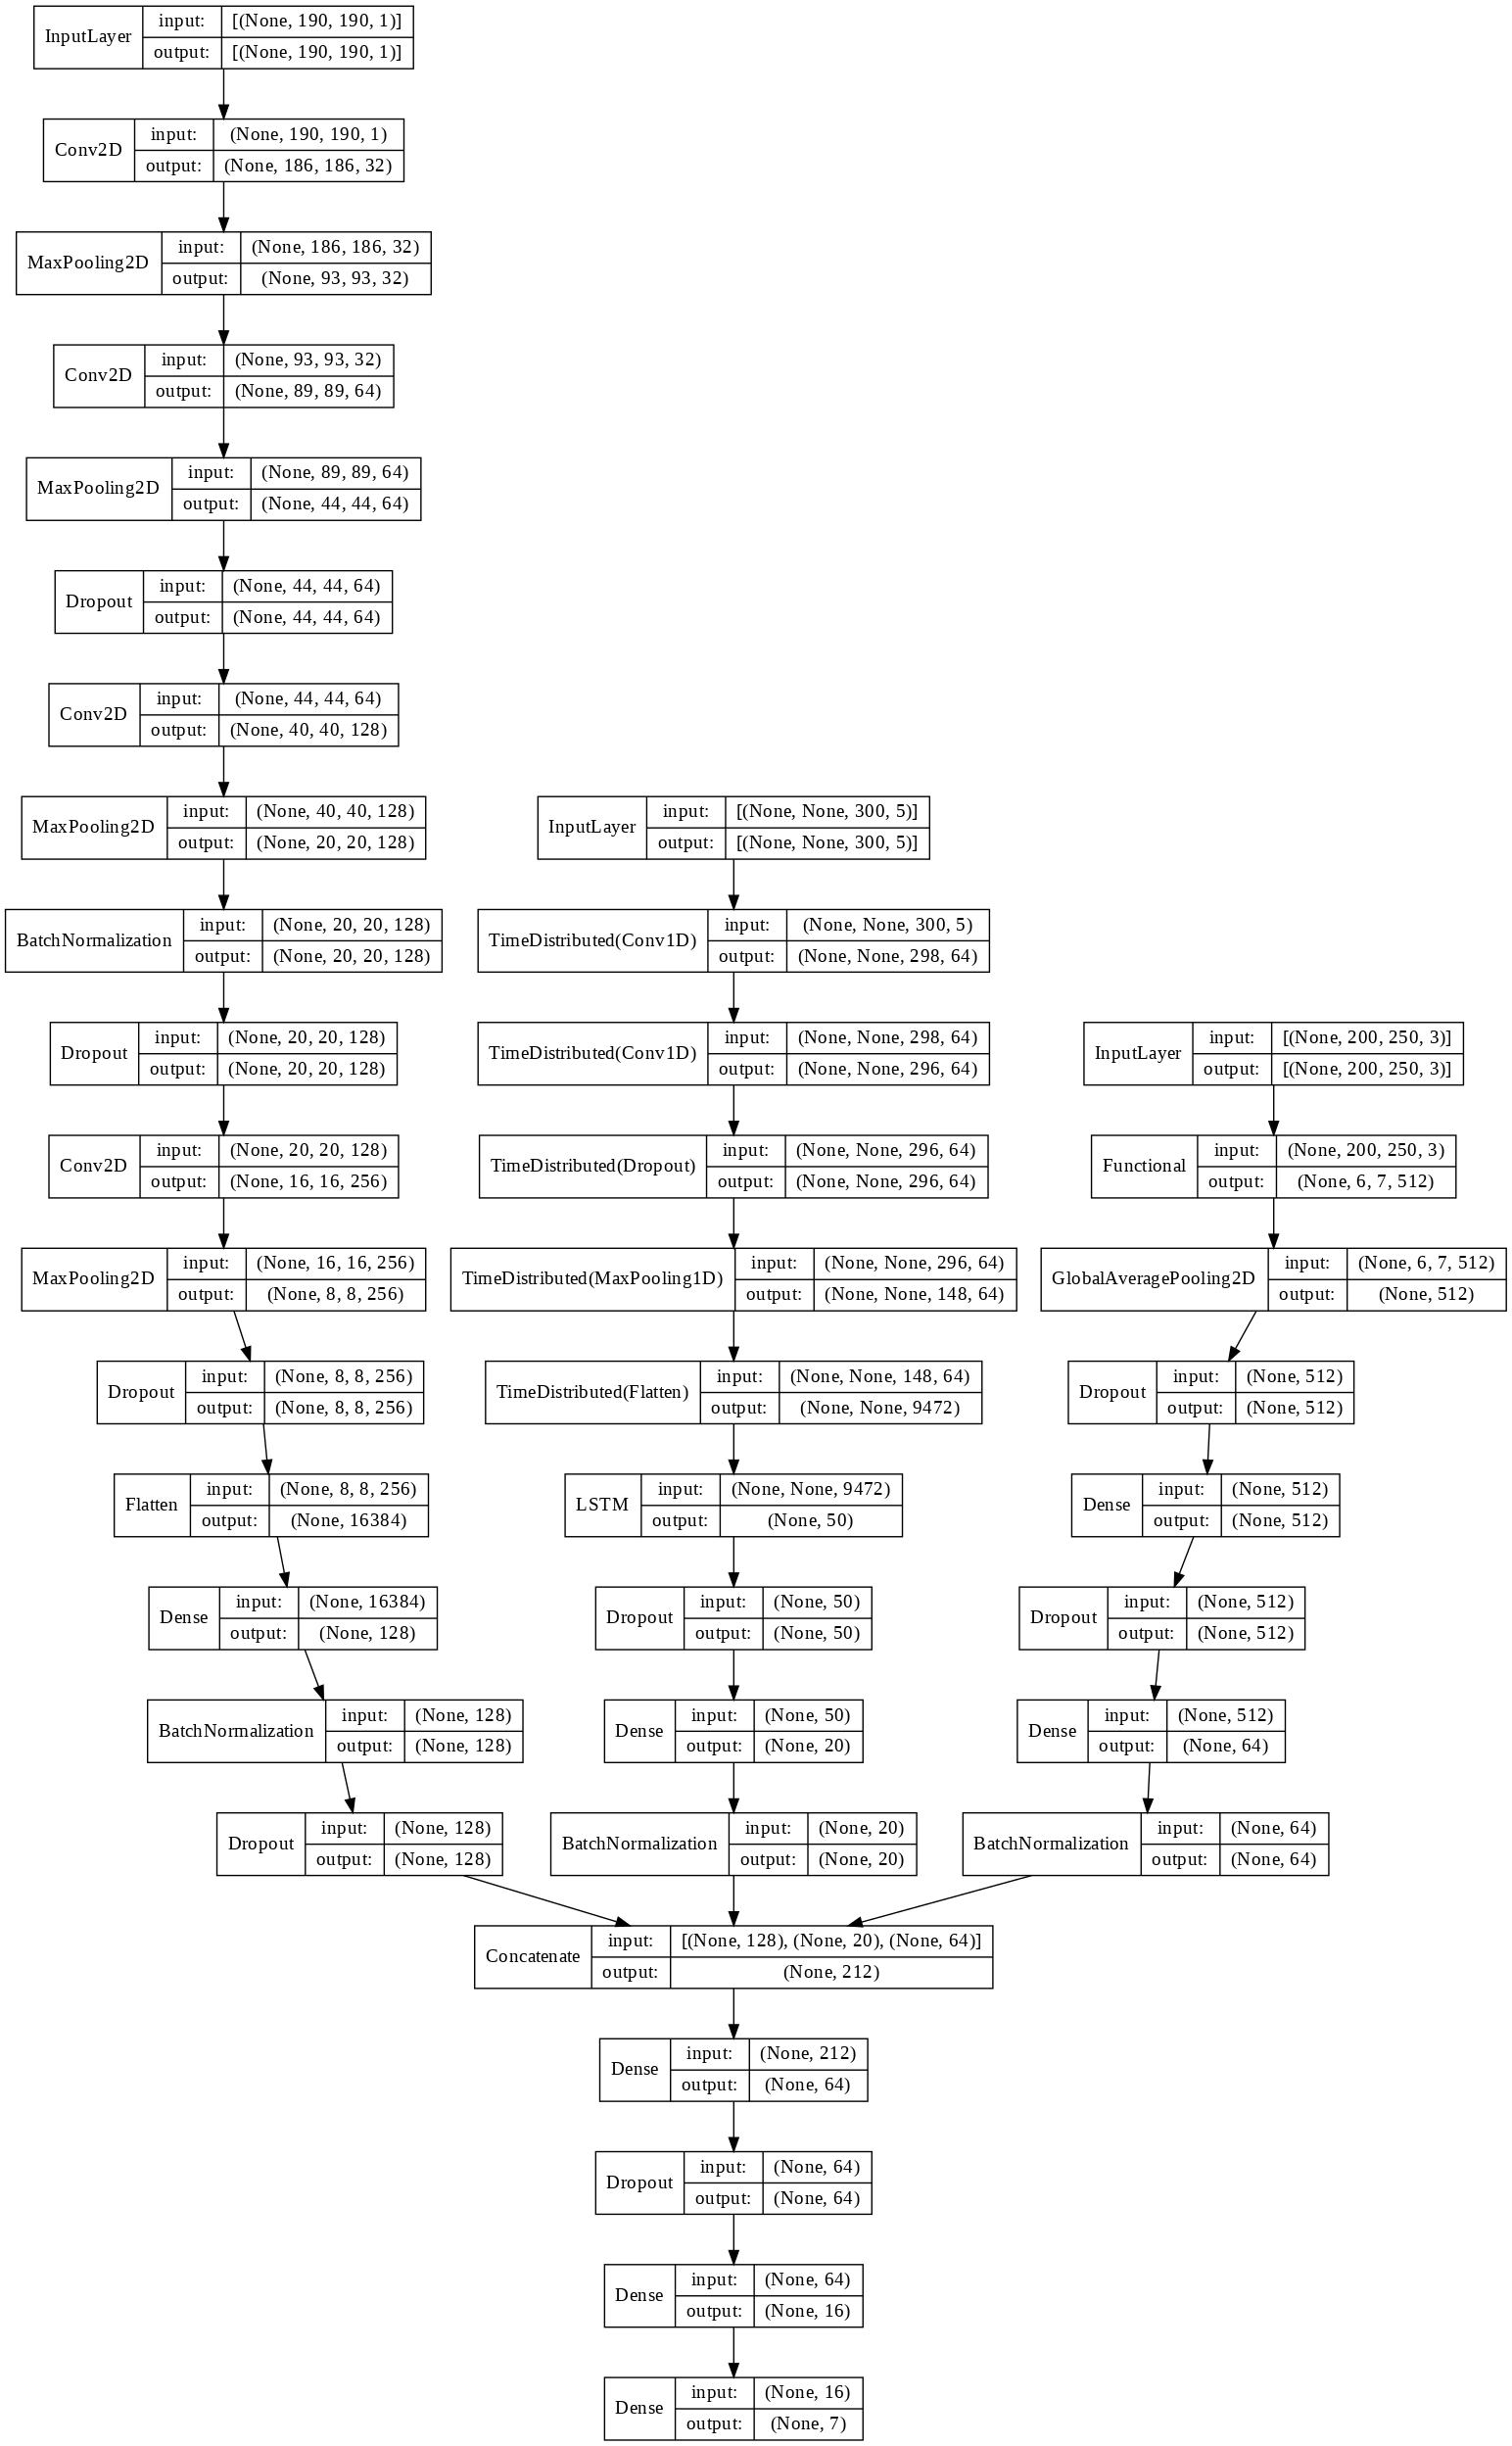 InputLayer input: [(None, 190, 190, 1)]
output: [(None, 190, 190, 1)]
Conv2D input: (None, 190, 190, 1)
output: (None, 186, 186, 32)
MaxPooling2D input: (None, 186, 186, 32)
output: (None, 93, 93, 32)
Conv2D input: (None, 93, 93, 32)
output: (None, 89, 89, 64)
MaxPooling2D input: (None, 89, 89, 64)
output: (None, 44, 44, 64)
Dropout input: (None, 44, 44, 64)
output: (None, 44, 44, 64)
Conv2D input: (None, 44, 44, 64)
output: (None, 40, 40, 128)
MaxPooling2D input: (None, 40, 40, 128)
output: (None, 20, 20, 128)
BatchNormalization input: (None, 20, 20, 128)
output: (None, 20, 20, 128)
Dropout input: (None, 20, 20, 128)
output: (None, 20, 20, 128)
Conv2D input: (None, 20, 20, 128)
output: (None, 16, 16, 256)
MaxPooling2D input: (None, 16, 16, 256)
output: (None, 8, 8, 256)
Dropout input: (None, 8, 8, 256)
output: (None, 8, 8, 256)
Flatten input: (None, 8, 8, 256)
output: (None, 16384)
Dense input: (None, 16384)
output: (None, 128)
BatchNormalization input: (None, 128)
output: (None, 128)
Dropout input: (None, 128)
output: (None, 128)
InputLayer input: [(None, None, 300, 5)]
output: [(None, None, 300, 5)]
TimeDistributed(Conv1D) input: (None, None, 300, 5)
output: (None, None, 298, 64)
TimeDistributed(Conv1D) input: (None, None, 298, 64)
output: (None, None, 296, 64)
TimeDistributed(Dropout) input: (None, None, 296, 64)
output: (None, None, 296, 64)
TimeDistributed(MaxPooling1D) input: (None, None, 296, 64)
output: (None, None, 148, 64)
TimeDistributed(Flatten) input: (None, None, 148, 64)
output: (None, None, 9472)
LSTM input: (None, None, 9472)
output: (None, 50)
Dropout input: (None, 50)
output: (None, 50)
Dense input: (None, 50)
output: (None, 20)
BatchNormalization input: (None, 20)
output: (None, 20)
InputLayer input: [(None, 200, 250, 3)]
output: [(None, 200, 250, 3)]
Functional input: (None, 200, 250, 3)
output: (None, 6, 7, 512)
GlobalAveragePooling2D input: (None, 6, 7, 512)
output: (None, 512)
Dropout input: (None, 512)
output: (None, 512)
Dense input: (None, 512)
output: (None, 512)
Dropout input: (None, 512)
output: (None, 512)
Dense input: (None, 512)
output: (None, 64)
BatchNormalization input: (None, 64)
output: (None, 64)
Concatenate input: [(None, 128), (None, 20), (None, 64)]
output: (None, 212)
Dense input: (None, 212)
output: (None, 64)
Dropout input: (None, 64)
output: (None, 64)
Dense input: (None, 64)
output: (None, 16)
Dense input: (None, 16)
output: (None, 7)